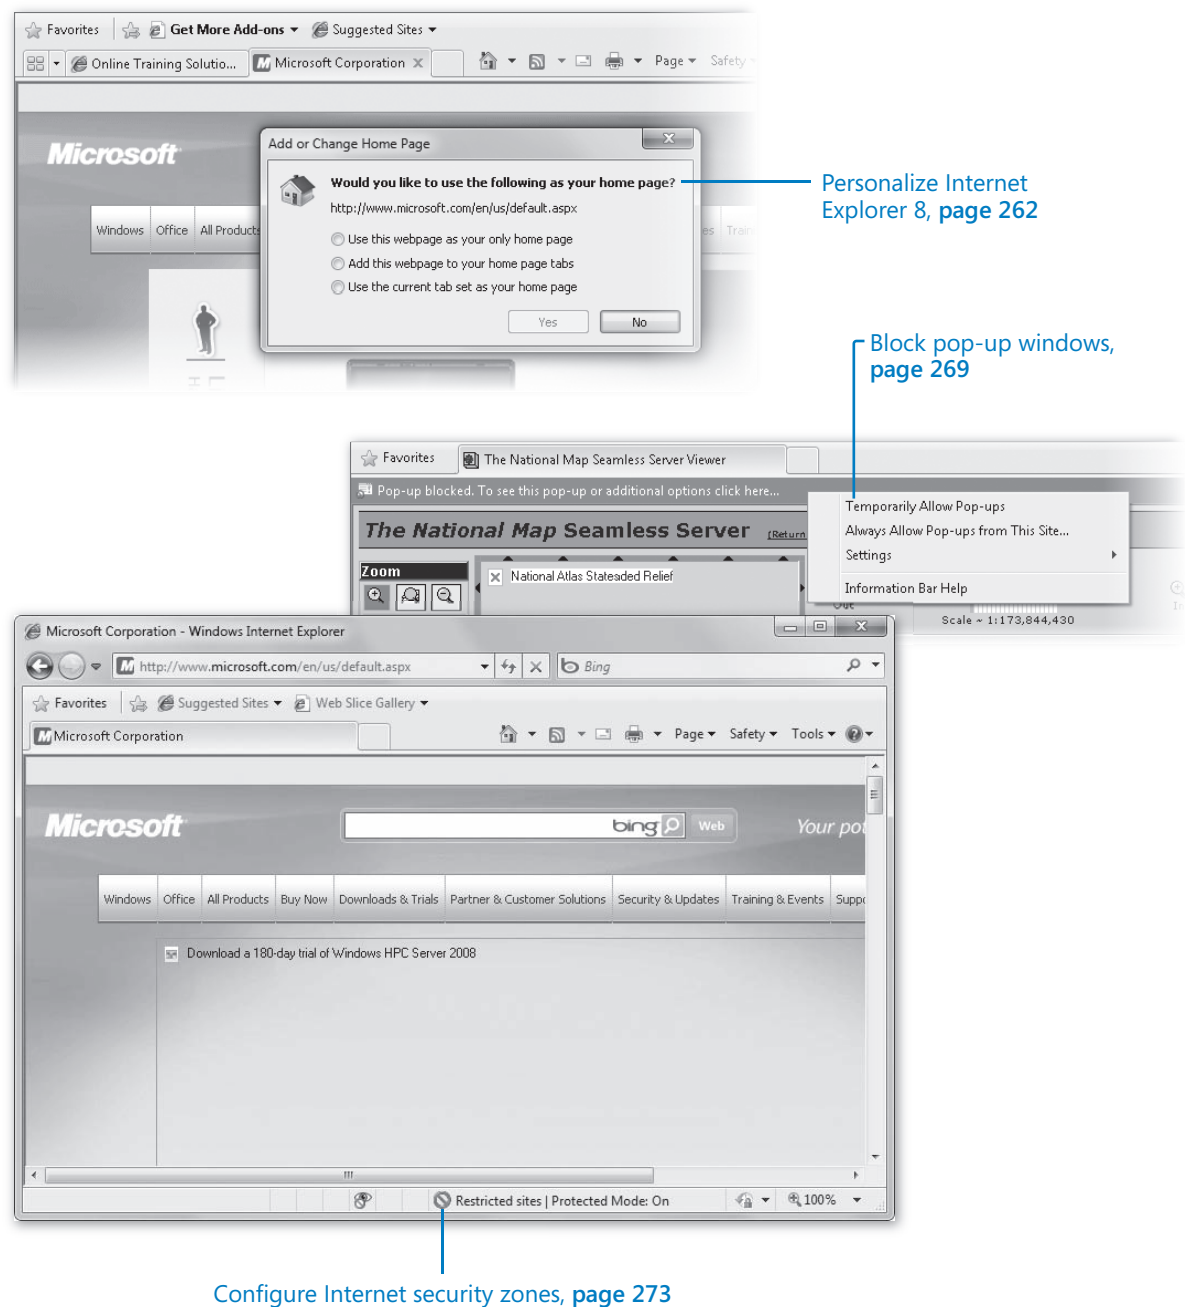 Favorites Get More Add-ons Suggested Sites
Online Training Solutio... Microsoft Corporation Page Safety
Microsoft
Add or Change Home Page
Would you like to use the following as your home page?
http://www.microsoft.com/en/us/default.aspx
Windows Office All Products
Use this webpage as your only home page
Add this webpage to your home page tabs
Use the current tab set as your home page
Yes No
Personalize Internet
Explorer 8, page 262
Block pop-up windows,
page 269
Favorites The National Map Seamless Server Viewer
Pop-up blocked. To see this pop-up or additional options click here...
The National Map Seamless Server (Return
Zoom
National Atlas Stateaded Relief
Temporarily Allow Pop-ups
Always Allow Pop-ups from This Site...
Settings
Information Bar Help
Out
Scale ~ 1:173,844,430
Microsoft Corporation - Windows Internet Explorer
http://www.microsoft.com/en/us/default.aspx Bing
Favorites Suggested Sites Web Slice Gallery
Microsoft Corporation Page Safety Tools
Microsoft bing Web Your pot
Windows Office All Products Buy Now Downloads & Trials Partner & Customer Solutions Security & Updates Training & Events Suppo
Download a 180-day trial of Windows HPC Server 2008
Restricted sites | Protected Mode: On 100%
Configure Internet security zones, page 273